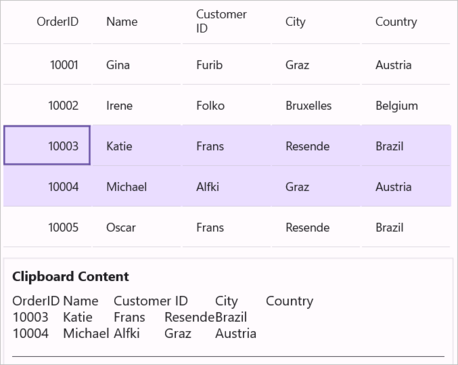 OrderID Name Customer ID City Country
10001 Gina Furib Graz Austria
10002 Irene Folko Bruxelles Belgium
10003 Katie Frans Resende Brazil
10004 Michael Alfki Graz Austria
10005 Oscar Frans Resende Brazil
Clipboard Content
OrderID Name Customer ID City Country
10003 Katie Frans Resende Brazil
10004 Michael Alfki Graz Austria